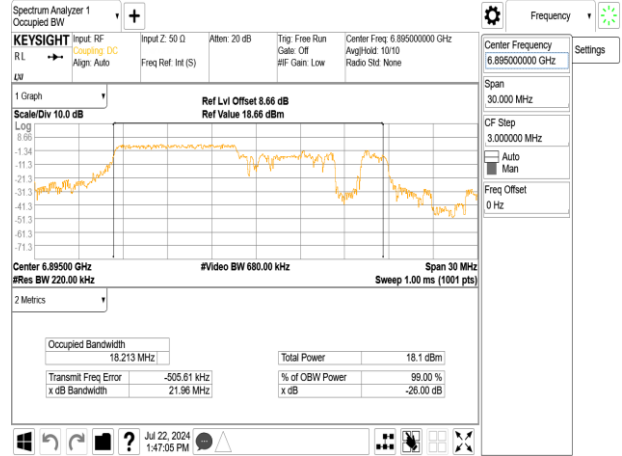 Spectrum Analyzer 1
Occupied BW
KEYSIGHT
RL
Input: RF
Coupling: DC
Align: Auto
Input Z: 50 Ω
Freq Ref: Int (S)
Atten: 20 dB
Trig: Free Run
Gate: Off
#IF Gain: Low
Center Freq: 6.895000000 GHz
Avg|Hold: 10/10
Radio Std: None
LXI
1 Graph
Scale/Div 10.0 dB
Ref Lvl Offset 8.66 dB
Ref Value 18.66 dBm
Log
8.66
-1.34
-11.3
-21.3
-31.3
-41.3
-51.3
-61.3
-71.3
Center 6.89500 GHz
#Res BW 220.00 kHz
#Video BW 680.00 kHz
Span 30 MHz
Sweep 1.00 ms (1001 pts)
2 Metrics
Occupied Bandwidth
18.213 MHz
Transmit Freq Error -505.61 kHz
x dB Bandwidth 21.96 MHz
Total Power 18.1 dBm
% of OBW Power 99.00 %
x dB -26.00 dB
Jul 22, 2024
1:47:05 PM
Frequency
Center Frequency
6.895000000 GHz
Settings
Span
30.000 MHz
CF Step
3.000000 MHz
Auto
Man
Freq Offset
0 Hz